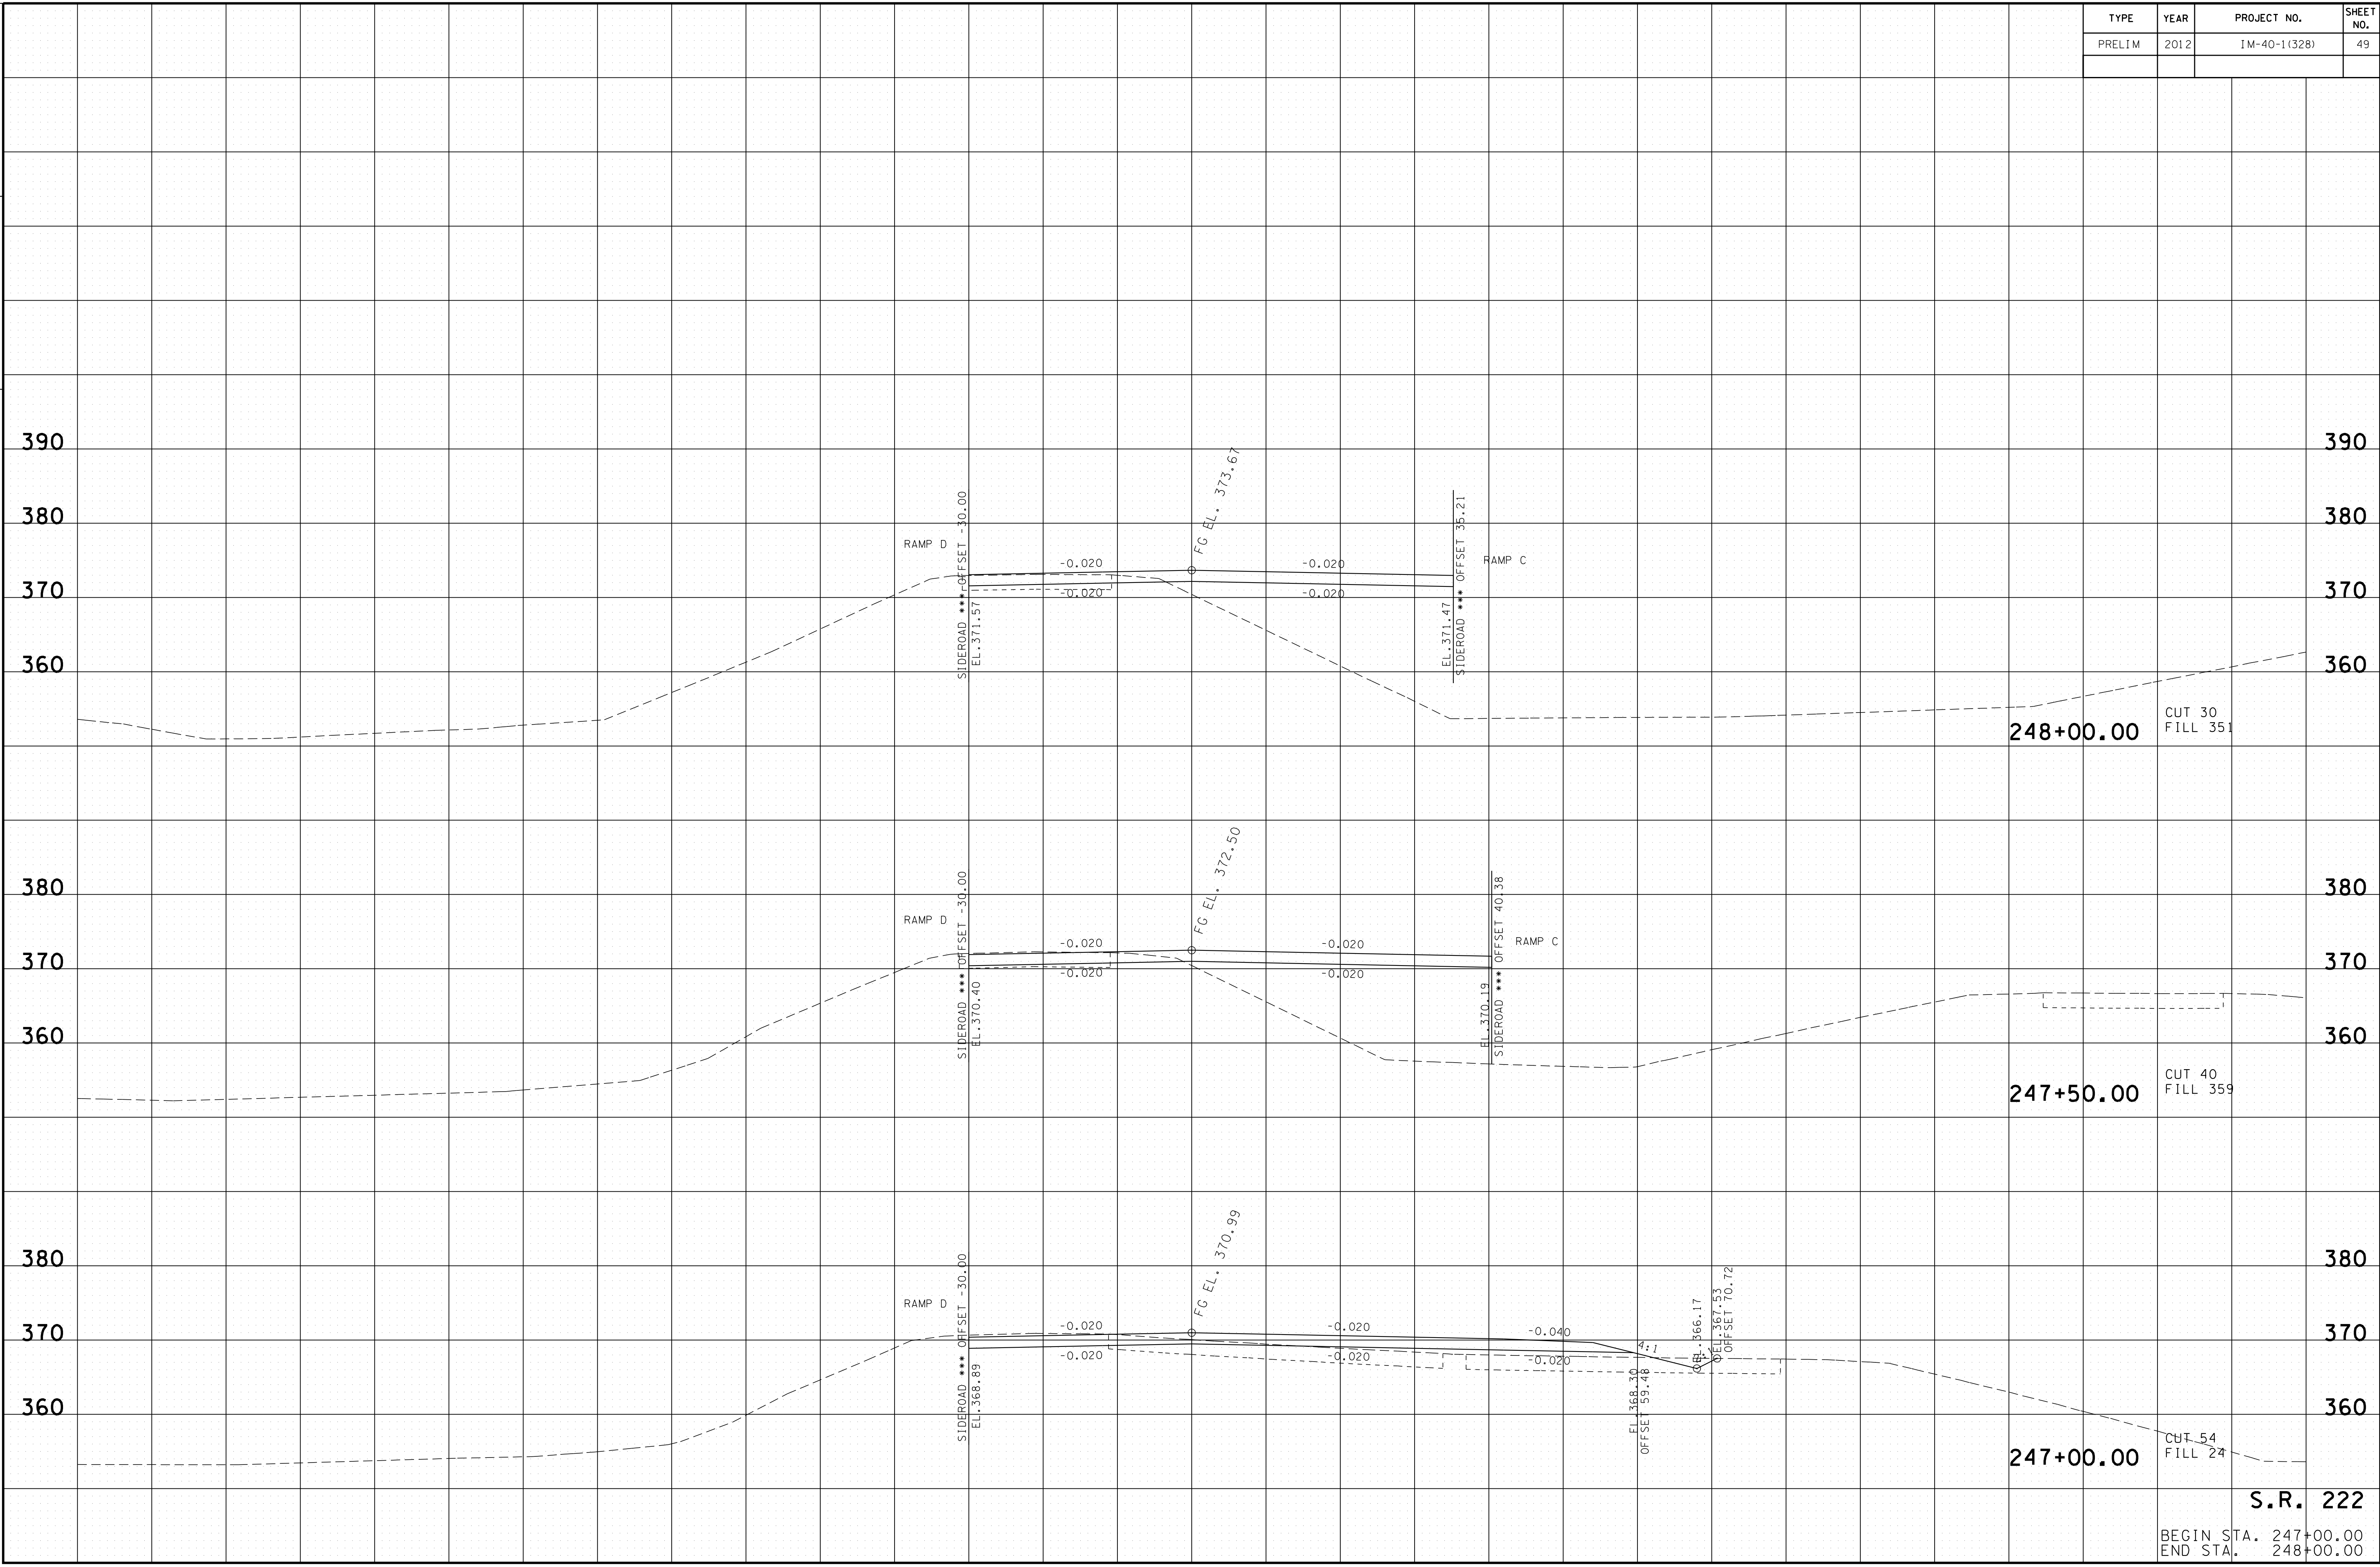 TYPE YEAR PROJECT NO. SHEET NO.
PRELIM 2012 IM-40-1(328) 49
390 390
FG EL. 373.67
380 380
SIDEROAD *** OFFSET -30.00
SIDEROAD *** OFFSET 35.21
RAMP D
RAMP C
-0.020 -0.020
370 370
-0.020 -0.020
EL.371.57
EL.371.47
360 360
248+00.00
CUT 30
FILL 351
FG EL. 372.50
380 380
SIDEROAD *** OFFSET -30.00
SIDEROAD *** OFFSET 40.38
RAMP D
RAMP C
-0.020 -0.020
370 370
-0.020 -0.020
EL.370.40
EL.370.19
360 360
247+50.00
CUT 40
FILL 359
FG EL. 370.99
380 380
SIDEROAD *** OFFSET -30.00
RAMP D
EL.366.17
EL.367.53
OFFSET 70.72
-0.020 -0.020 -0.040
370 370
4:1
-0.020 -0.020 -0.020
EL.368.89
EL.368.30
OFFSET 59.48
360 360
247+00.00
CUT 54
FILL 24
S.R. 222
BEGIN STA. 247+00.00
END STA. 248+00.00